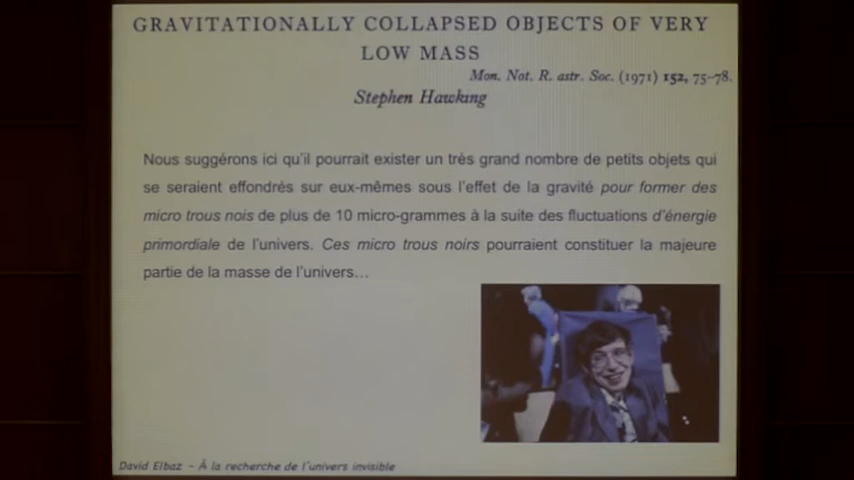 GRAVITATIONALLY COLLAPSED OBJECTS OF VERY
LOW MASS
Mon. Not. R. astr. Soc. (1971) 152, 75–78.
Stephen Hawking
Nous suggérons ici qu'il pourrait exister un très grand nombre de petits objets qui
se seraient effondrés sur eux-mêmes sous l'effet de la gravité pour former des
micro trous nois de plus de 10 micro-grammes à la suite des fluctuations d'énergie
primordiale de l'univers. Ces micro trous noirs pourraient constituer la majeure
partie de la masse de l'univers…
David Elbaz - À la recherche de l'univers invisible